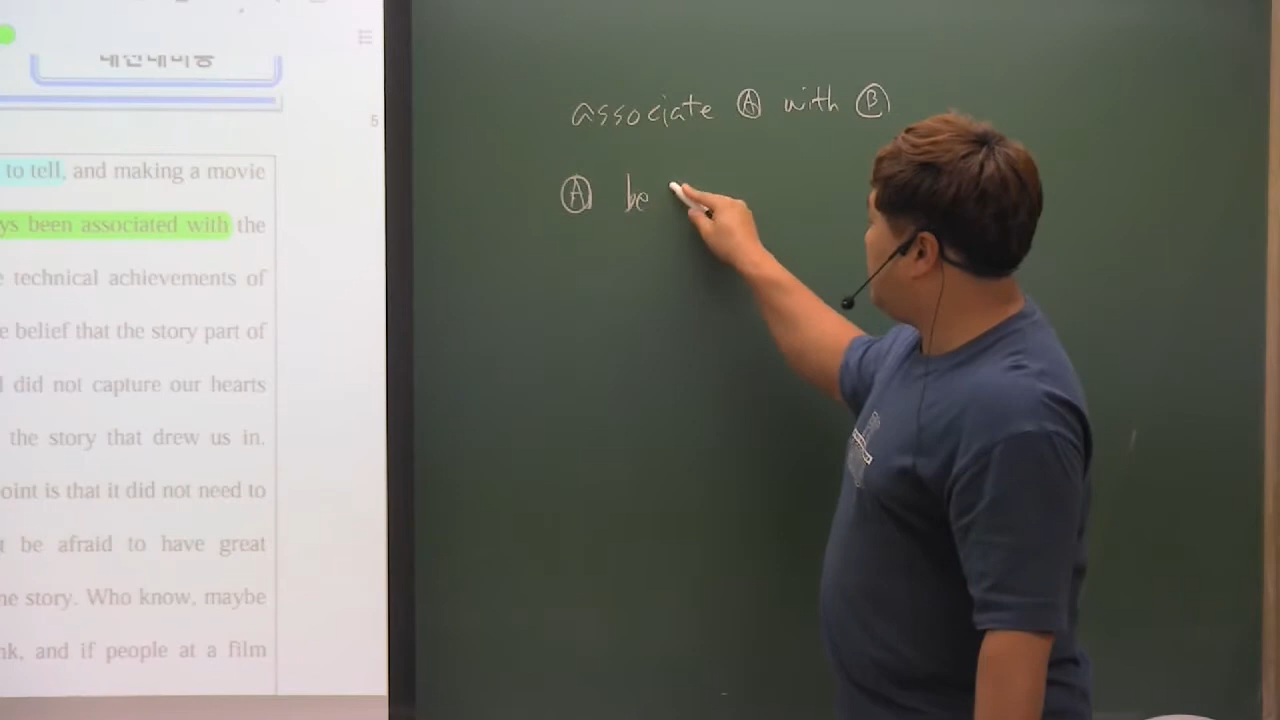 5
to tell, and making a movie
ys been associated with the
technical achievements of
belief that the story part of
did not capture our hearts
the story that drew us in.
oint is that it did not need to
be afraid to have great
he story. Who know, maybe
nk, and if people at a film
associate Ⓐ with Ⓑ
Ⓐ be